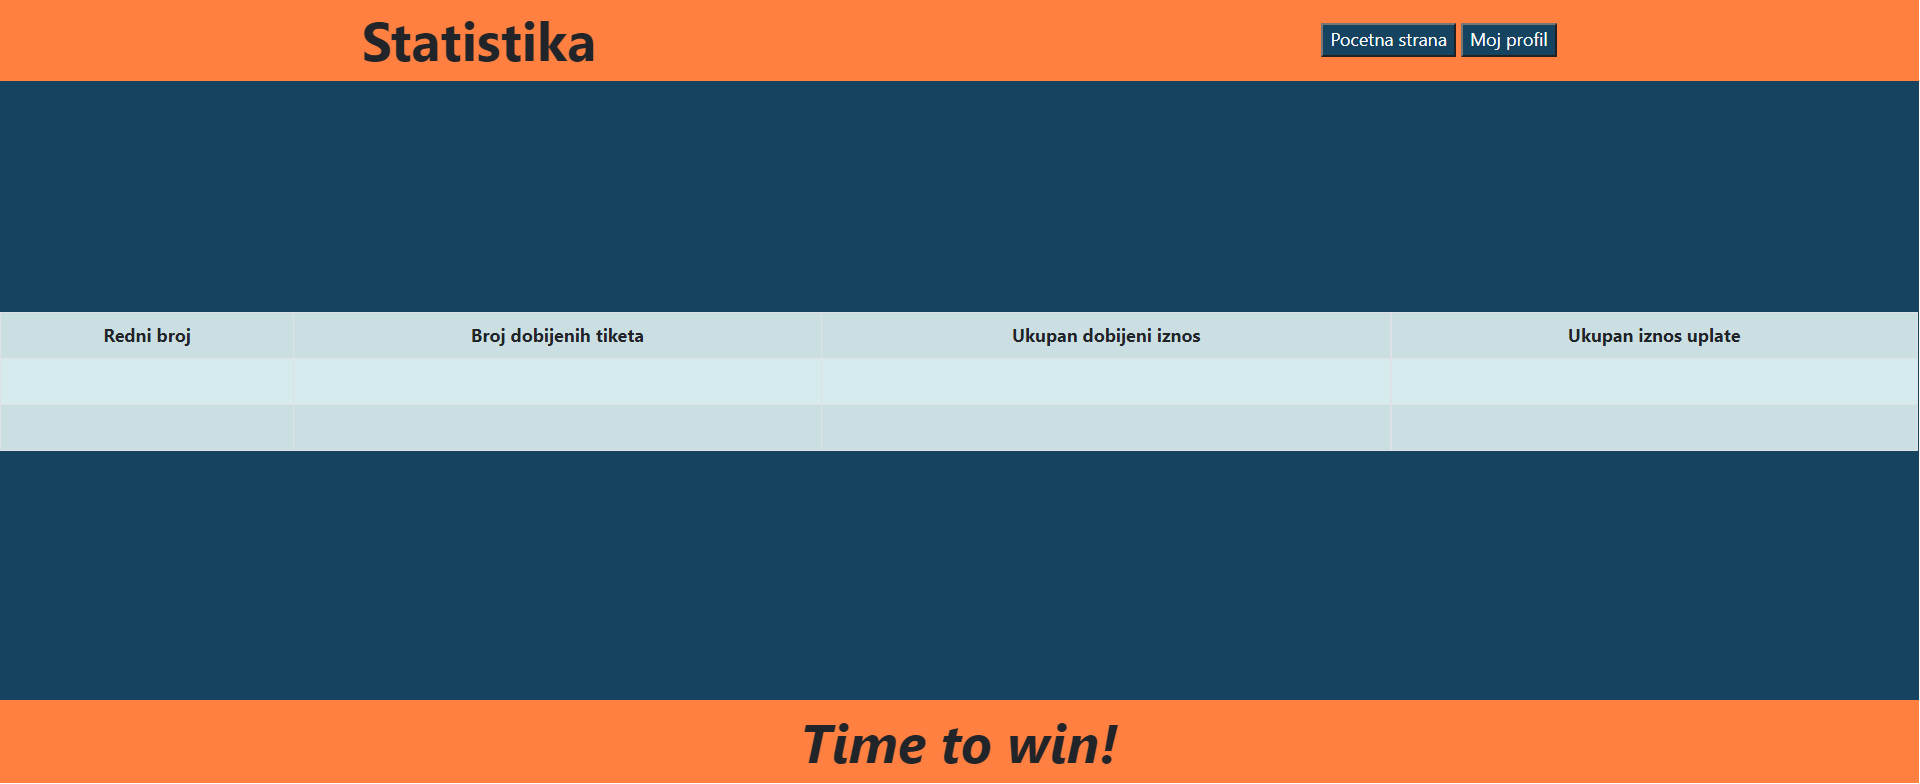 Statistika
Pocetna strana Moj profil
Redni broj Broj dobijenih tiketa Ukupan dobijeni iznos Ukupan iznos uplate
Time to win!